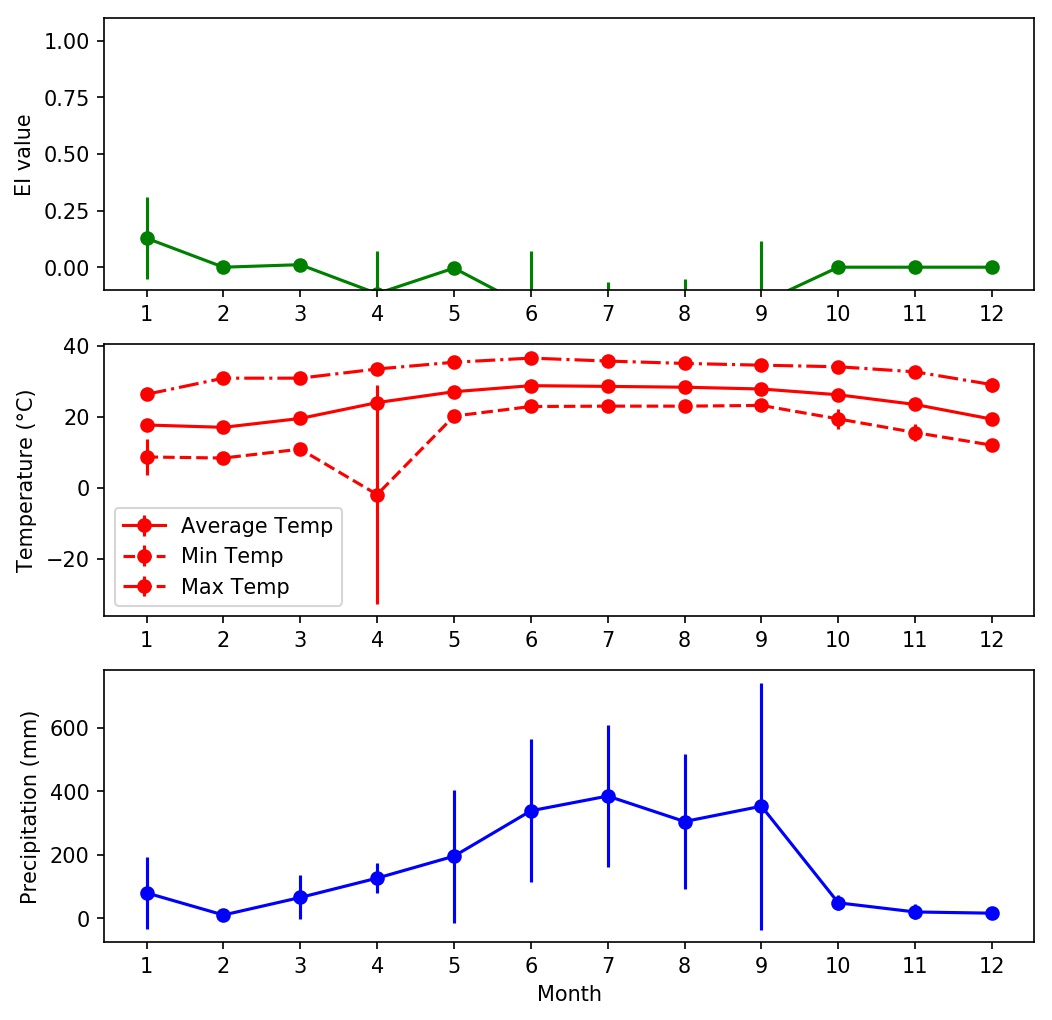 1.00
0.75
0.50
0.25
0.00
EI value
1 2 3 4 5 6 7 8 9 10 11 12
40
20
0
−20
Temperature (°C)
Average Temp
Min Temp
Max Temp
1 2 3 4 5 6 7 8 9 10 11 12
600
400
200
0
Precipitation (mm)
1 2 3 4 5 6 7 8 9 10 11 12
Month